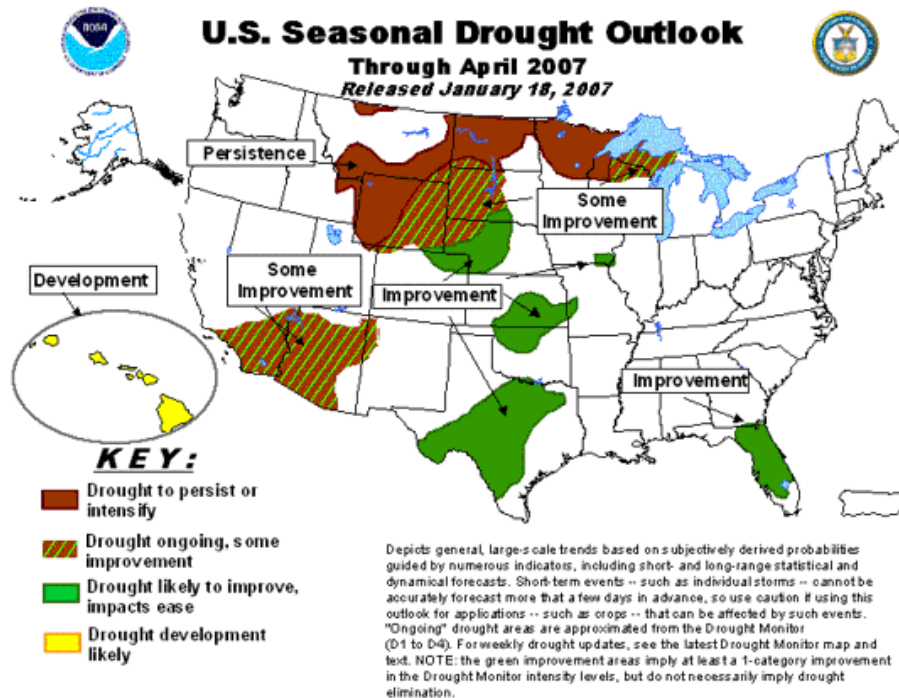 NOAA
U.S. Seasonal Drought Outlook
Through April 2007
Released January 18, 2007
Persistence
Some
Improvement
Some
Improvement
Development
Improvement
Improvement
KEY:
Drought to persist or
intensify
Drought ongoing, some
improvement
Drought likely to improve,
impacts ease
Drought development
likely
Depicts general, large-scale trends based on subjectively derived probabilities
guided by numerous indicators, including short- and long-range statistical and
dynamical forecasts. Short-term events -- such as individual storms -- cannot be
accurately forecast more that a few days in advance, so use caution if using this
outlook for applications -- such as crops -- that can be affected by such events.
"Ongoing" drought areas are approximated from the Drought Monitor
(D1 to D4). For weekly drought updates, see the latest Drought Monitor map and
text. NOTE: the green improvement areas imply at least a 1-category improvement
in the Drought Monitor intensity levels, but do not necessarily imply drought
elimination.